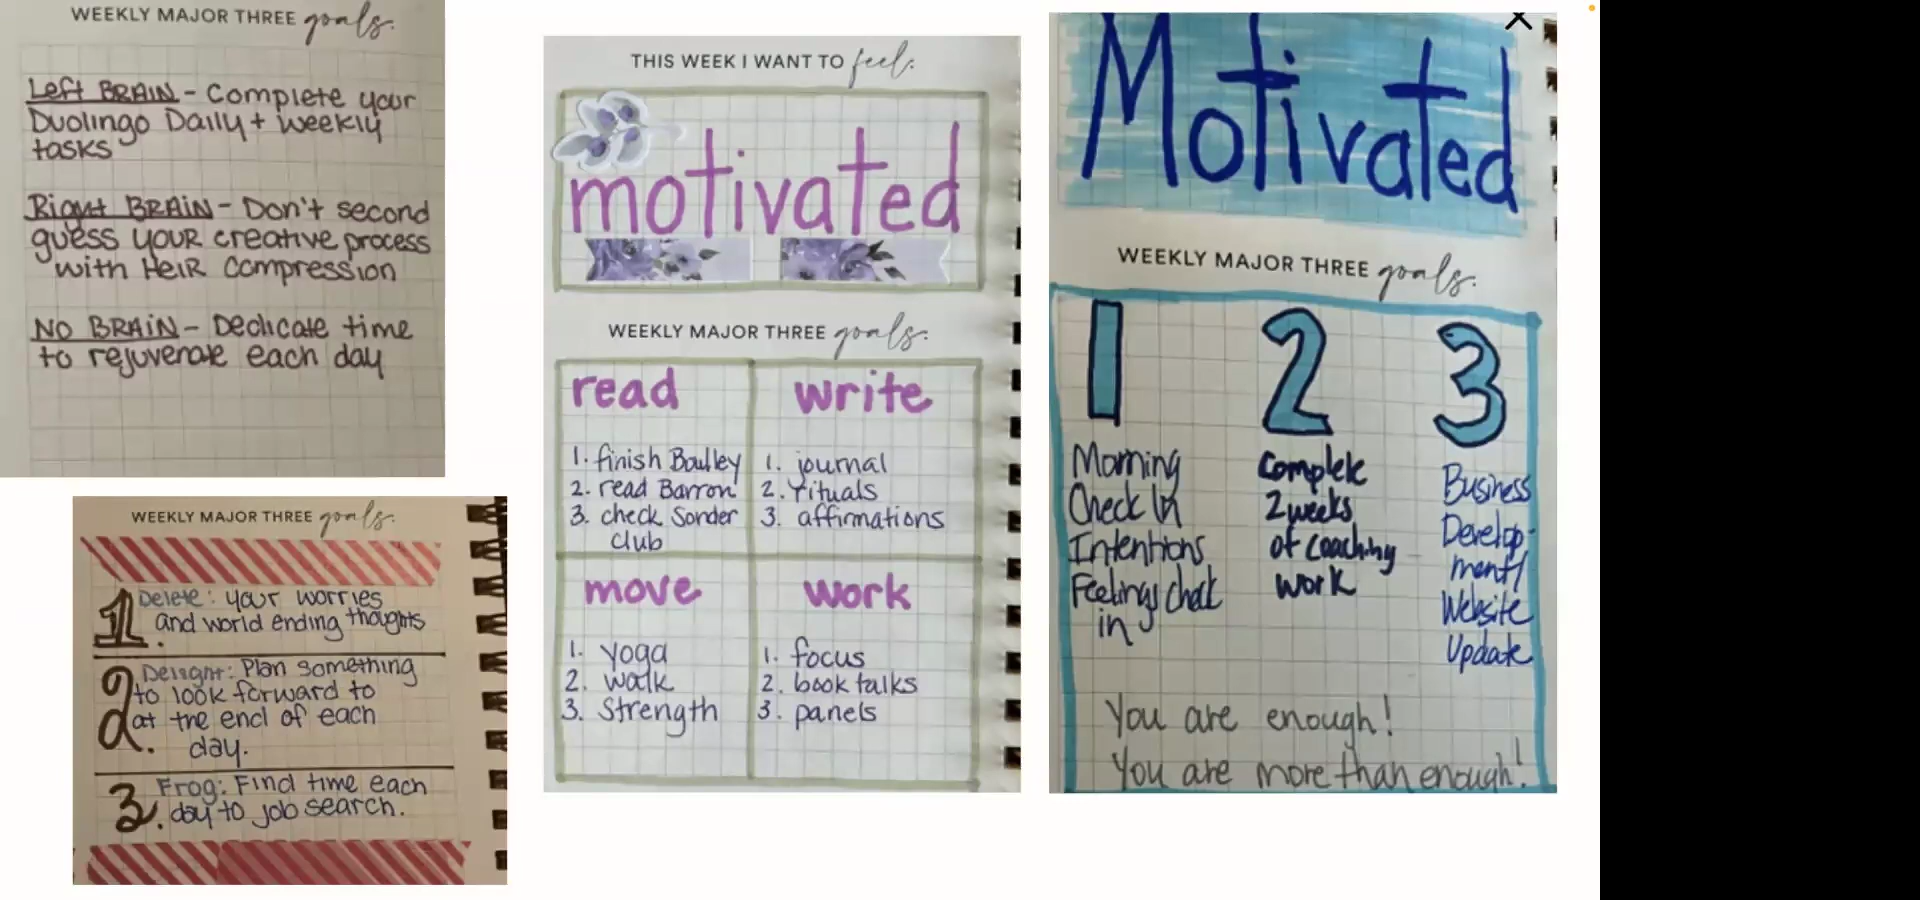 WEEKLY MAJOR THREE goals:
Left BRAIN - Complete your
Duolingo Daily + weekly
tasks
Right BRAIN - Don't second
guess your creative process
with HeiR compression
NO BRAIN - Dedicate time
to rejuvenate each day
WEEKLY MAJOR THREE goals:
1. Delete: your worries
and world ending thoughts
2. Delight: Plan something
to look forward to
at the end of each
day.
3. Frog: Find time each
day to job search.
THIS WEEK I WANT TO feel:
motivated
WEEKLY MAJOR THREE goals:
read
1. finish Boulley
2. read Barron
3. check Sonder
club
write
1. journal
2. rituals
3. affirmations
move
1. yoga
2. walk
3. Strength
work
1. focus
2. book talks
3. panels
Motivated
WEEKLY MAJOR THREE goals:
1
Morning
Check In
Intentions
Feelings check
in
2
Complete
2 weeks
of coaching
work
3
Business
Develop-
ment/
Website
Update
You are enough!
You are more than enough!